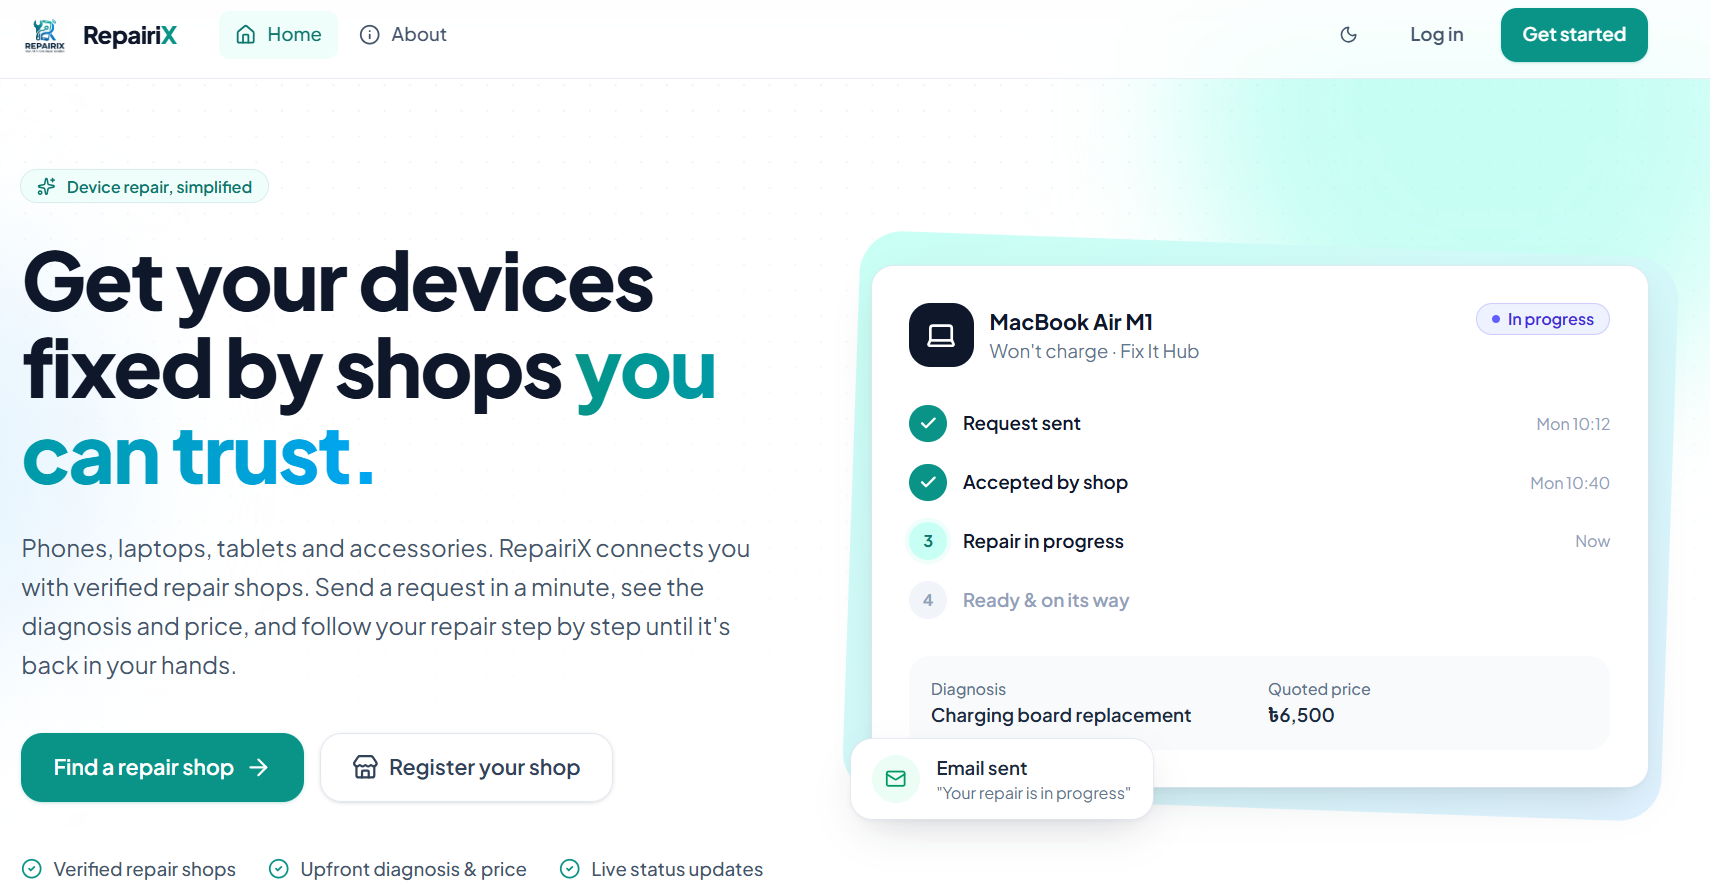 REPAIRIX
RepairiX
Home
About
Log in
Get started
Device repair, simplified
Get your devices
fixed by shops you
can trust.
Phones, laptops, tablets and accessories. RepairiX connects you
with verified repair shops. Send a request in a minute, see the
diagnosis and price, and follow your repair step by step until it's
back in your hands.
Find a repair shop
Register your shop
Verified repair shops
Upfront diagnosis & price
Live status updates
MacBook Air M1
Won't charge · Fix It Hub
In progress
Request sent
Mon 10:12
Accepted by shop
Mon 10:40
3
Repair in progress
Now
4
Ready & on its way
Diagnosis
Charging board replacement
Quoted price
৳6,500
Email sent
"Your repair is in progress"